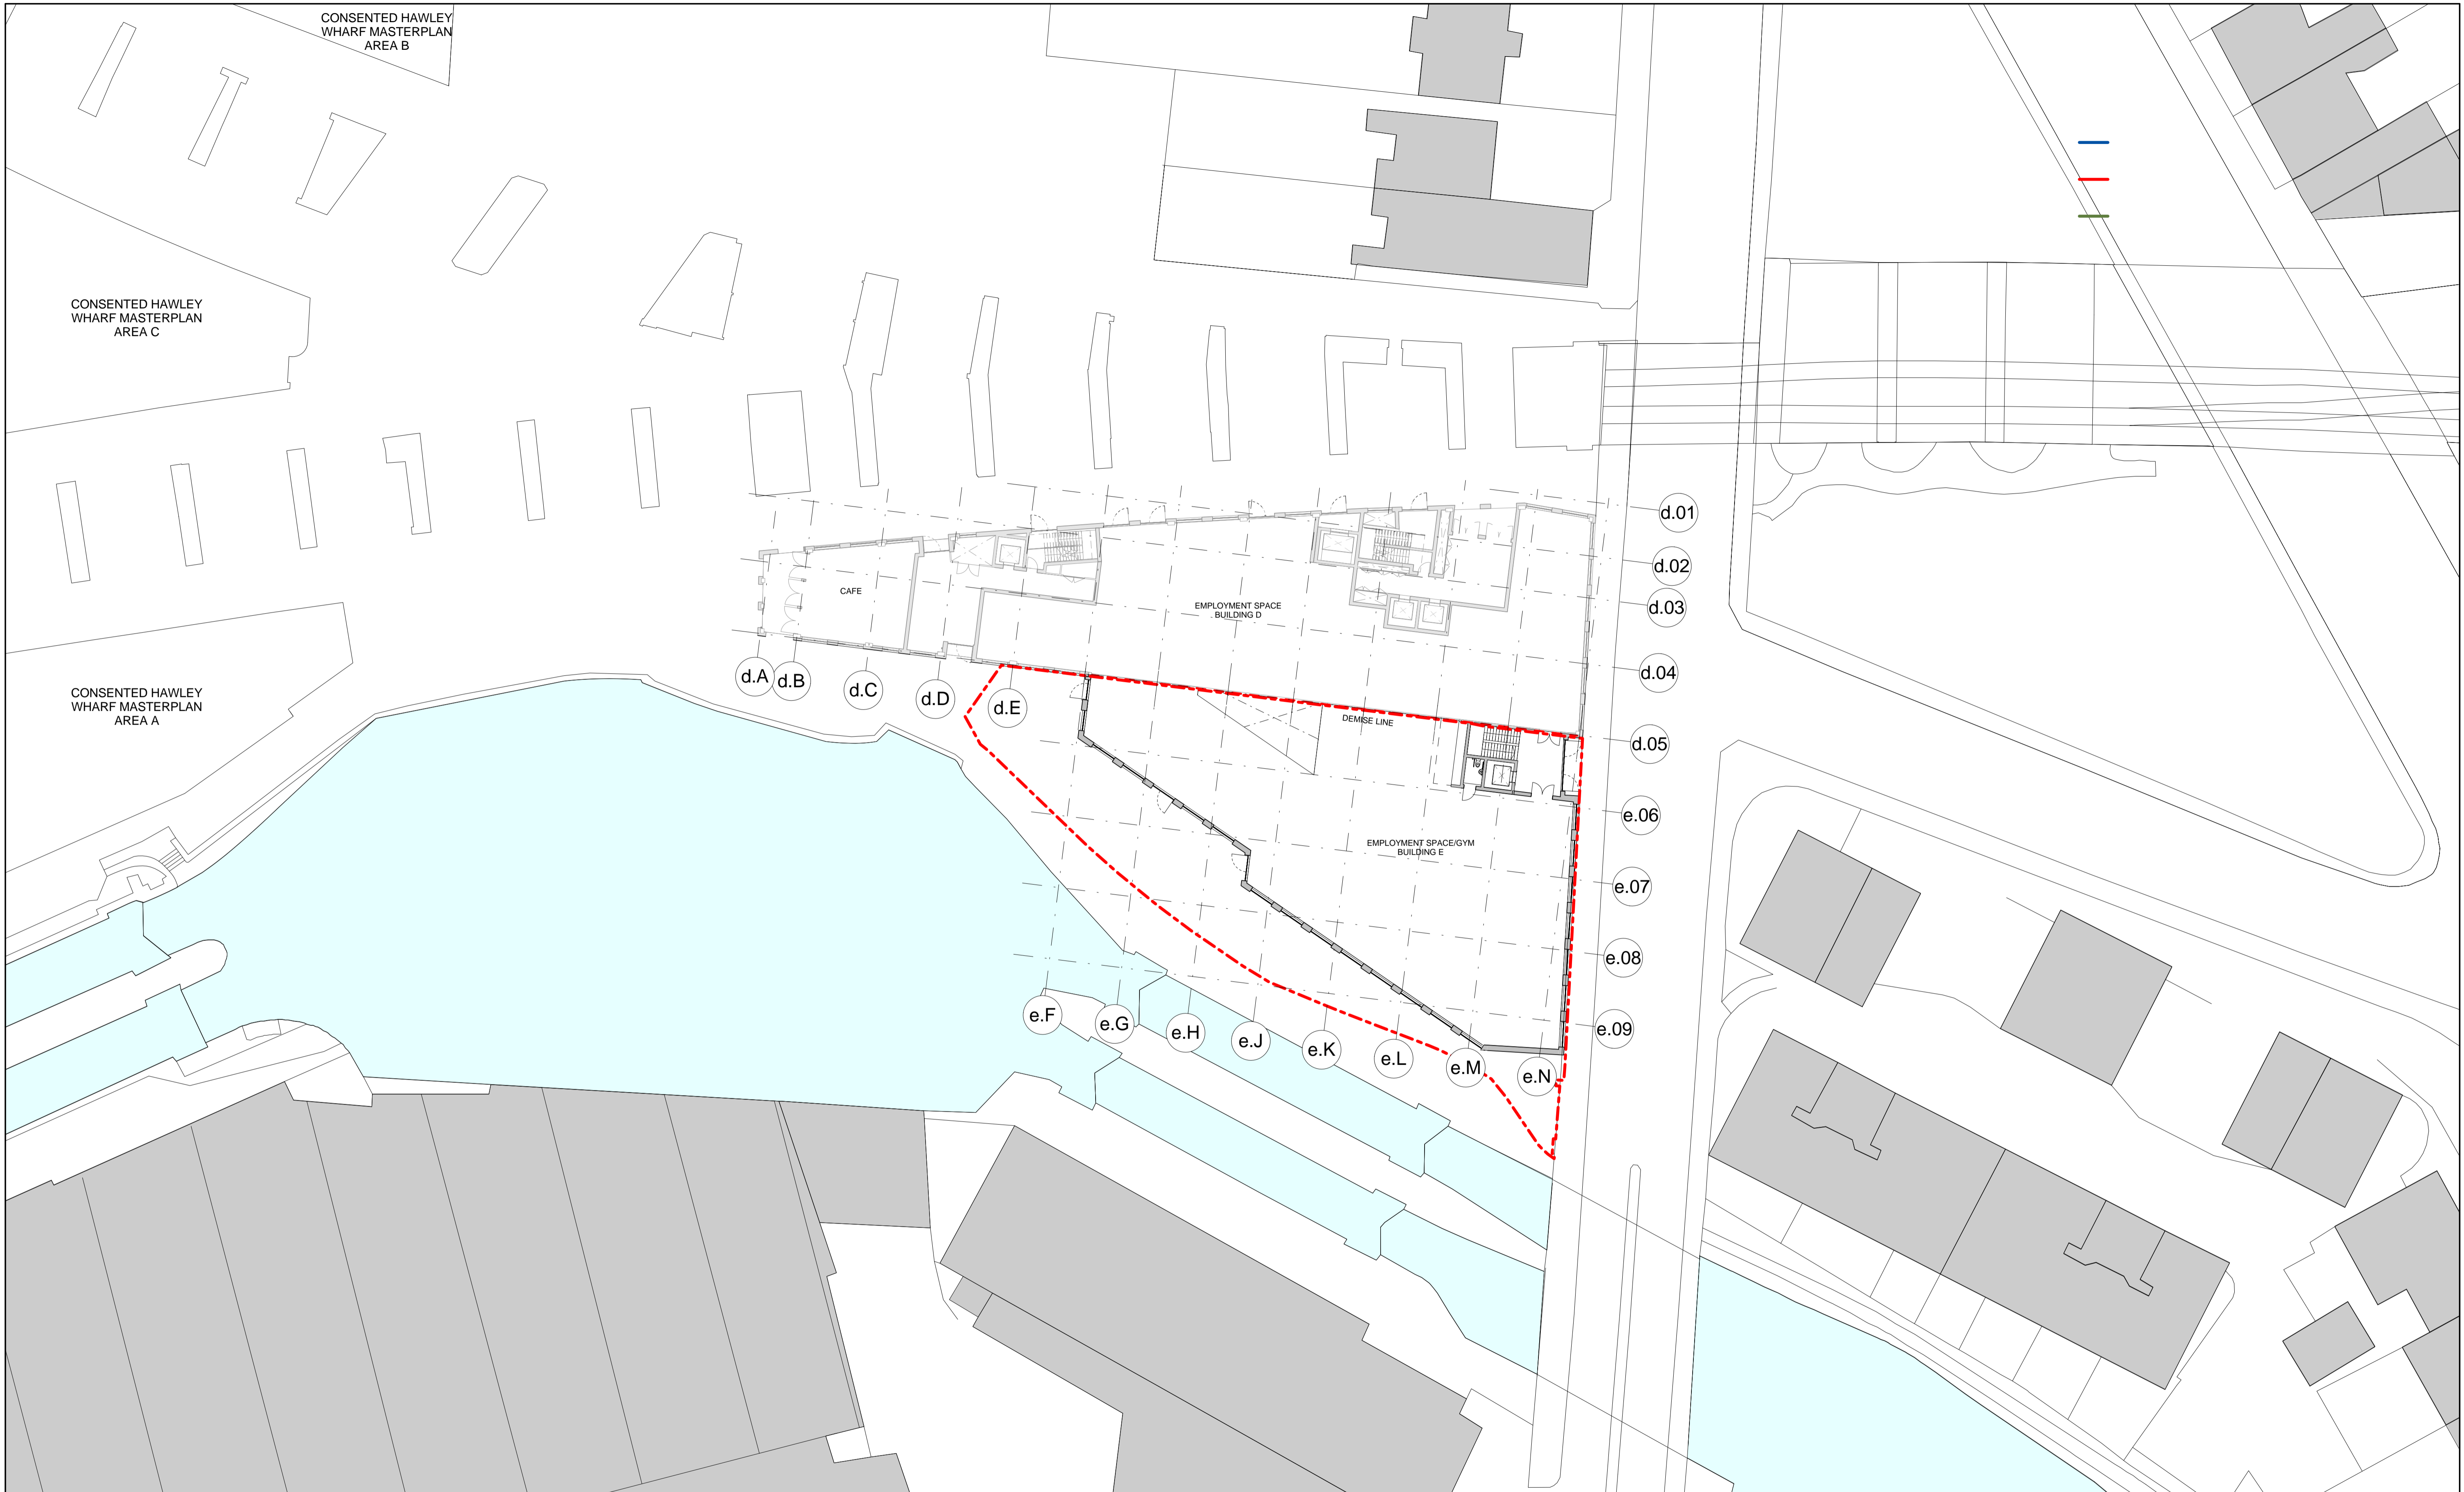 CONSENTED HAWLEY
WHARF MASTERPLAN
AREA B
CONSENTED HAWLEY
WHARF MASTERPLAN
AREA C
d.01
d.02
CAFE
EMPLOYMENT SPACE
BUILDING D
d.03
d.04
d.A
d.B
d.C
d.D
d.E
CONSENTED HAWLEY
WHARF MASTERPLAN
AREA A
DEMISE LINE
d.05
e.06
EMPLOYMENT SPACE/GYM
BUILDING E
e.07
e.08
e.F
e.G
e.H
e.J
e.K
e.L
e.M
e.N
e.09